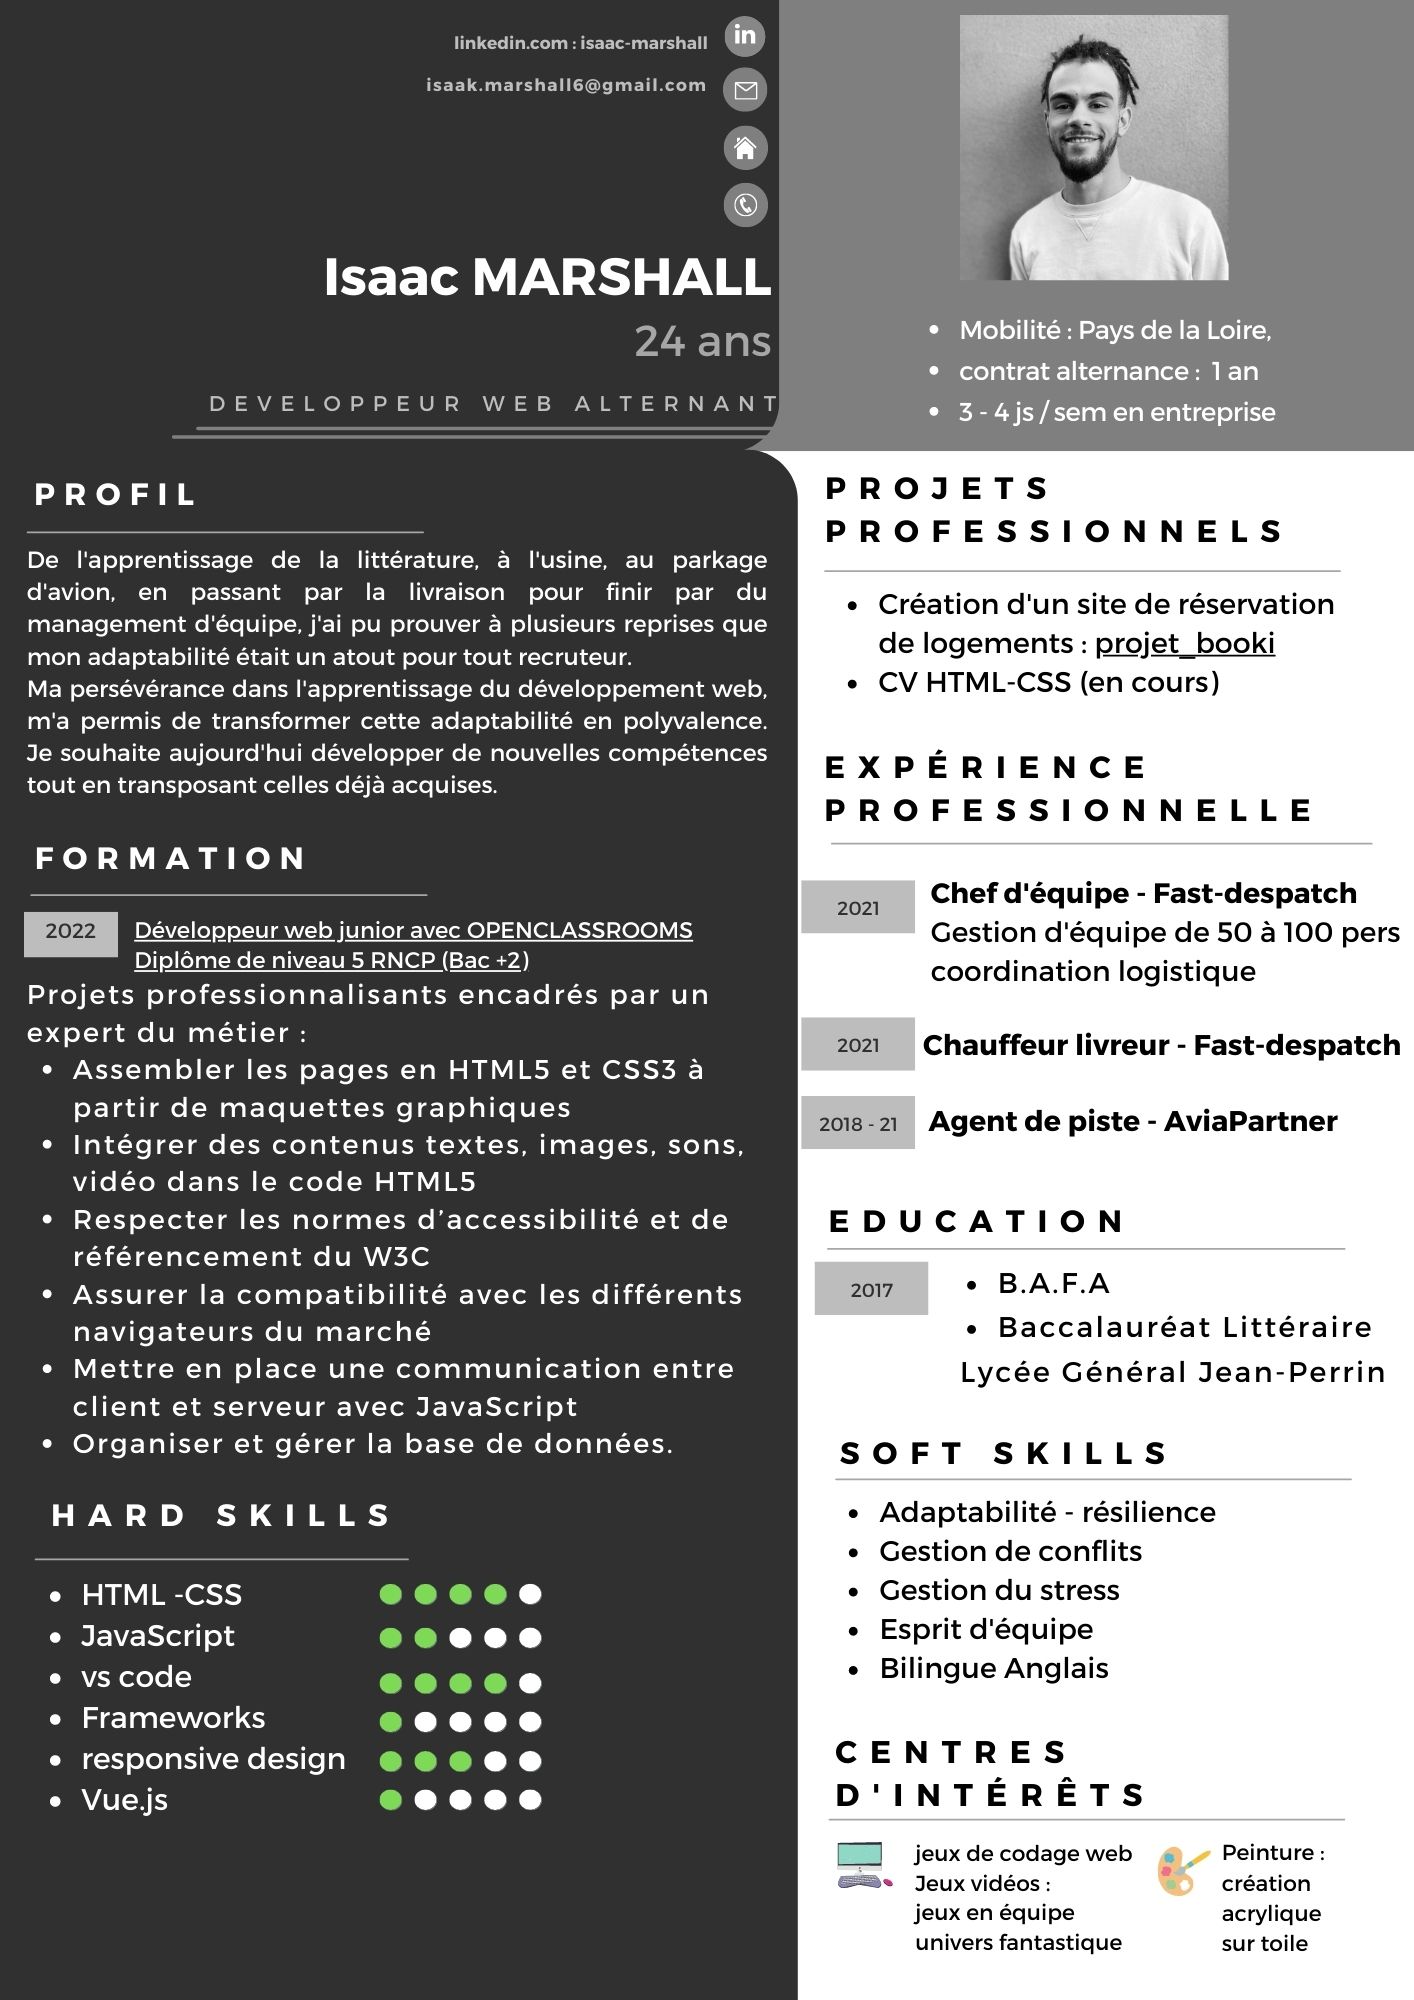 linkedin.com : isaac-marshall
isaak.marshall6@gmail.com
Isaac MARSHALL
24 ans
DEVELOPPEUR WEB ALTERNANT
Mobilité : Pays de la Loire,
contrat alternance : 1 an
3 - 4 js / sem en entreprise
PROFIL
De l'apprentissage de la littérature, à l'usine, au parkage
d'avion, en passant par la livraison pour finir par du
management d'équipe, j'ai pu prouver à plusieurs reprises que
mon adaptabilité était un atout pour tout recruteur.
Ma persévérance dans l'apprentissage du développement web,
m'a permis de transformer cette adaptabilité en polyvalence.
Je souhaite aujourd'hui développer de nouvelles compétences
tout en transposant celles déjà acquises.
FORMATION
2022
Développeur web junior avec OPENCLASSROOMS
Diplôme de niveau 5 RNCP (Bac +2)
Projets professionnalisants encadrés par un
expert du métier :
Assembler les pages en HTML5 et CSS3 à
partir de maquettes graphiques
Intégrer des contenus textes, images, sons,
vidéo dans le code HTML5
Respecter les normes d’accessibilité et de
référencement du W3C
Assurer la compatibilité avec les différents
navigateurs du marché
Mettre en place une communication entre
client et serveur avec JavaScript
Organiser et gérer la base de données.
HARD SKILLS
HTML -CSS
JavaScript
vs code
Frameworks
responsive design
Vue.js
PROJETS
PROFESSIONNELS
Création d'un site de réservation
de logements : projet_booki
CV HTML-CSS (en cours)
EXPÉRIENCE
PROFESSIONNELLE
2021
Chef d'équipe - Fast-despatch
Gestion d'équipe de 50 à 100 pers
coordination logistique
2021
Chauffeur livreur - Fast-despatch
2018 - 21
Agent de piste - AviaPartner
EDUCATION
2017
B.A.F.A
Baccalauréat Littéraire
Lycée Général Jean-Perrin
SOFT SKILLS
Adaptabilité - résilience
Gestion de conflits
Gestion du stress
Esprit d'équipe
Bilingue Anglais
CENTRES
D'INTÉRÊTS
jeux de codage web
Jeux vidéos :
jeux en équipe
univers fantastique
Peinture :
création
acrylique
sur toile